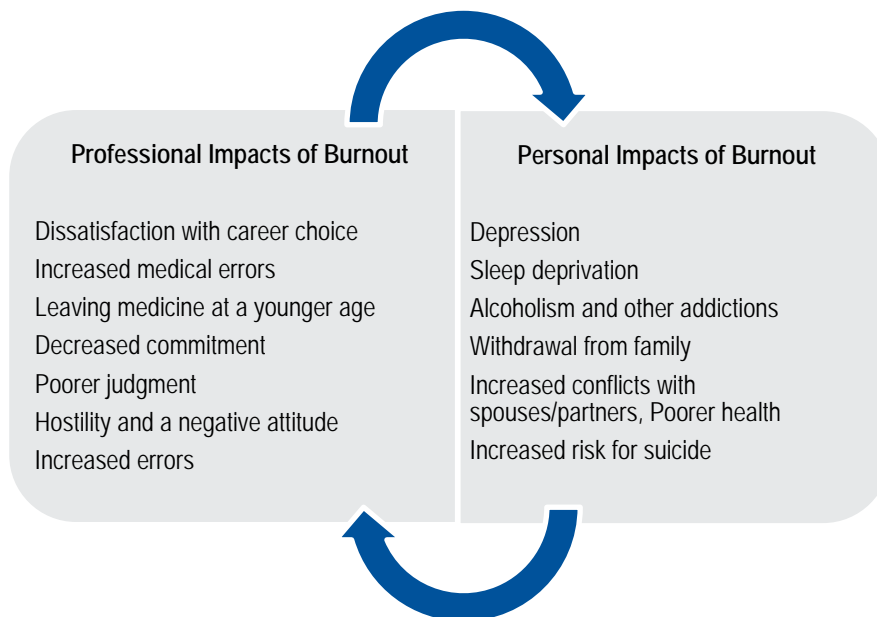 Professional Impacts of Burnout
Dissatisfaction with career choice
Increased medical errors
Leaving medicine at a younger age
Decreased commitment
Poorer judgment
Hostility and a negative attitude
Increased errors
Personal Impacts of Burnout
Depression
Sleep deprivation
Alcoholism and other addictions
Withdrawal from family
Increased conflicts with
spouses/partners, Poorer health
Increased risk for suicide